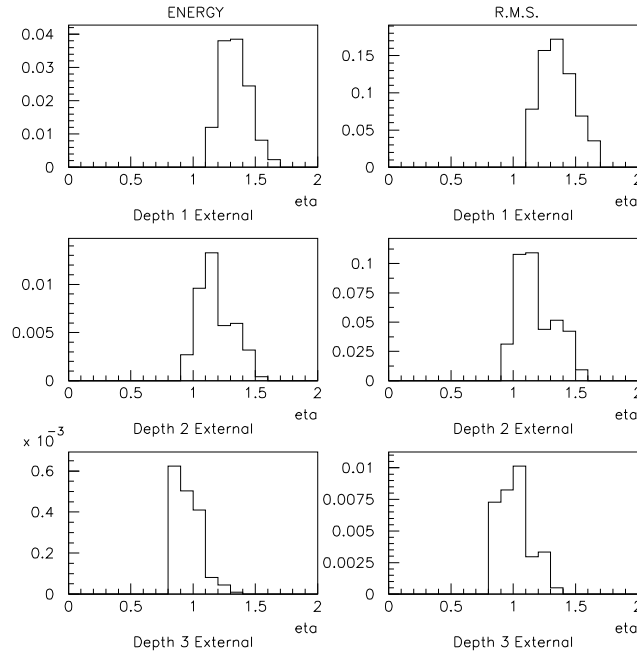 ENERGY R.M.S.
0.04
0.03
0.02
0.01
0
0 0.5 1 1.5 2
eta
Depth 1 External
0.15
0.1
0.05
0
0 0.5 1 1.5 2
eta
Depth 1 External
0.01
0.005
0
0 0.5 1 1.5 2
eta
Depth 2 External
0.1
0.075
0.05
0.025
0
0 0.5 1 1.5 2
eta
Depth 2 External
x 10⁻³
0.6
0.4
0.2
0
0 0.5 1 1.5 2
eta
Depth 3 External
0.01
0.0075
0.005
0.0025
0
0 0.5 1 1.5 2
eta
Depth 3 External